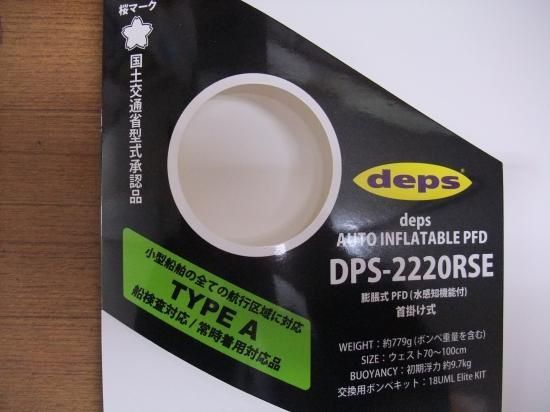 桜マーク
国土交通省型式承認品
deps
deps
AUTO INFLATABLE PFD
DPS-2220RSE
膨脹式PFD(水感知機能付)
首掛け式
小型船舶の全ての航行区域に対応
TYPE A
船検査対応/常時着用対応品
WEIGHT:約779g(ボンベ重量を含む)
SIZE:ウェスト70~100cm
BUOYANCY:初期浮力 約9.7kg
交換用ボンベキット:18UML Elite KIT